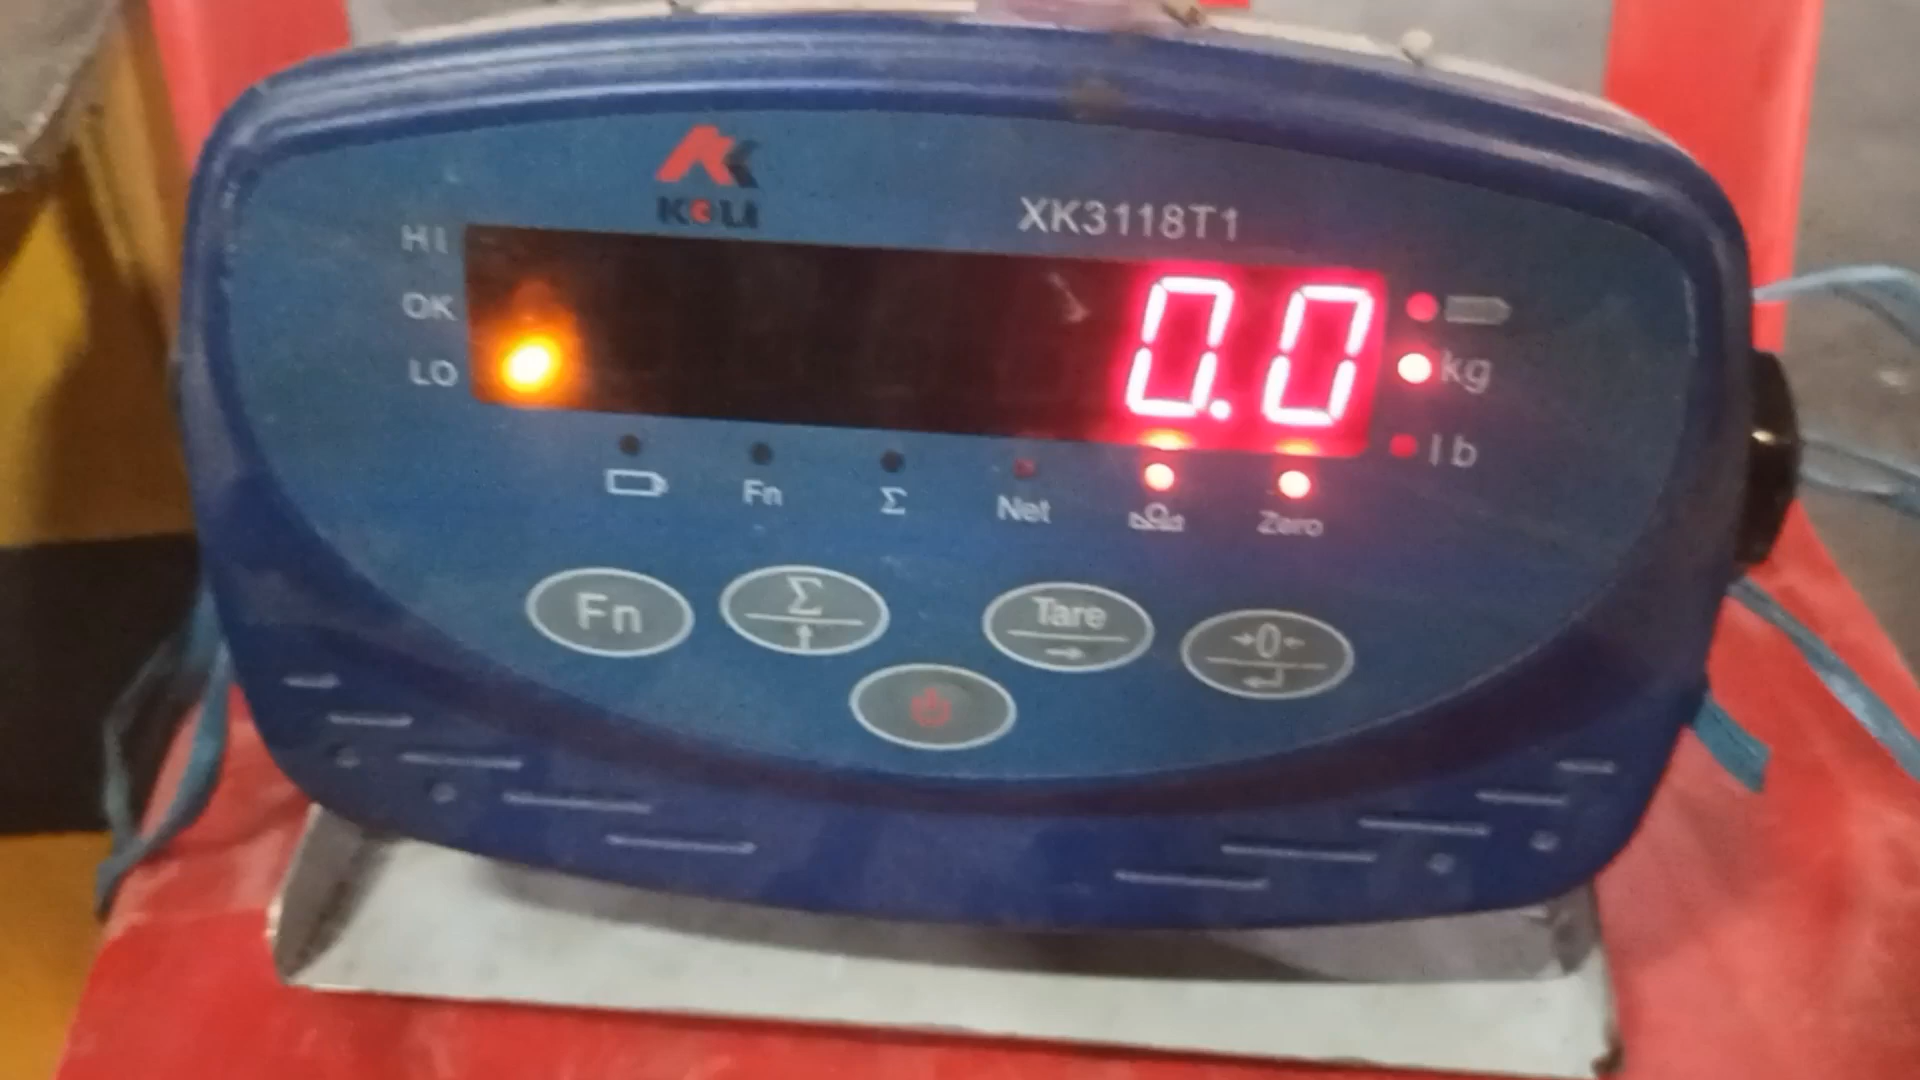 KELI
XK3118T1
HI
OK
LO
0.0
kg
lb
Fn
Σ
Net
Zero
Fn
Σ
Tare
→0←